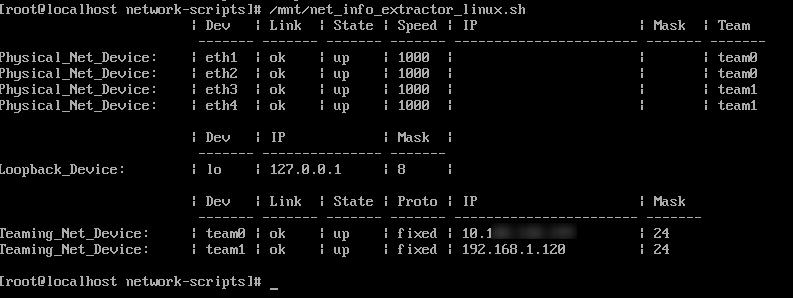 [root@localhost network-scripts]# /mnt/net_info_extractor_linux.sh
| Dev | Link | State | Speed | IP | Mask | Team
------- ------ ------- ------- ---------------------- ------ -------
Physical_Net_Device: | eth1 | ok | up | 1000 | | | team0
Physical_Net_Device: | eth2 | ok | up | 1000 | | | team0
Physical_Net_Device: | eth3 | ok | up | 1000 | | | team1
Physical_Net_Device: | eth4 | ok | up | 1000 | | | team1
| Dev | IP | Mask |
------- --------------- -------
Loopback_Device: | lo | 127.0.0.1 | 8 |
| Dev | Link | State | Proto | IP | Mask
------- ------ ------- ------- ---------------------- ------
Teaming_Net_Device: | team0 | ok | up | fixed | 10.1 | 24
Teaming_Net_Device: | team1 | ok | up | fixed | 192.168.1.120 | 24
[root@localhost network-scripts]# _